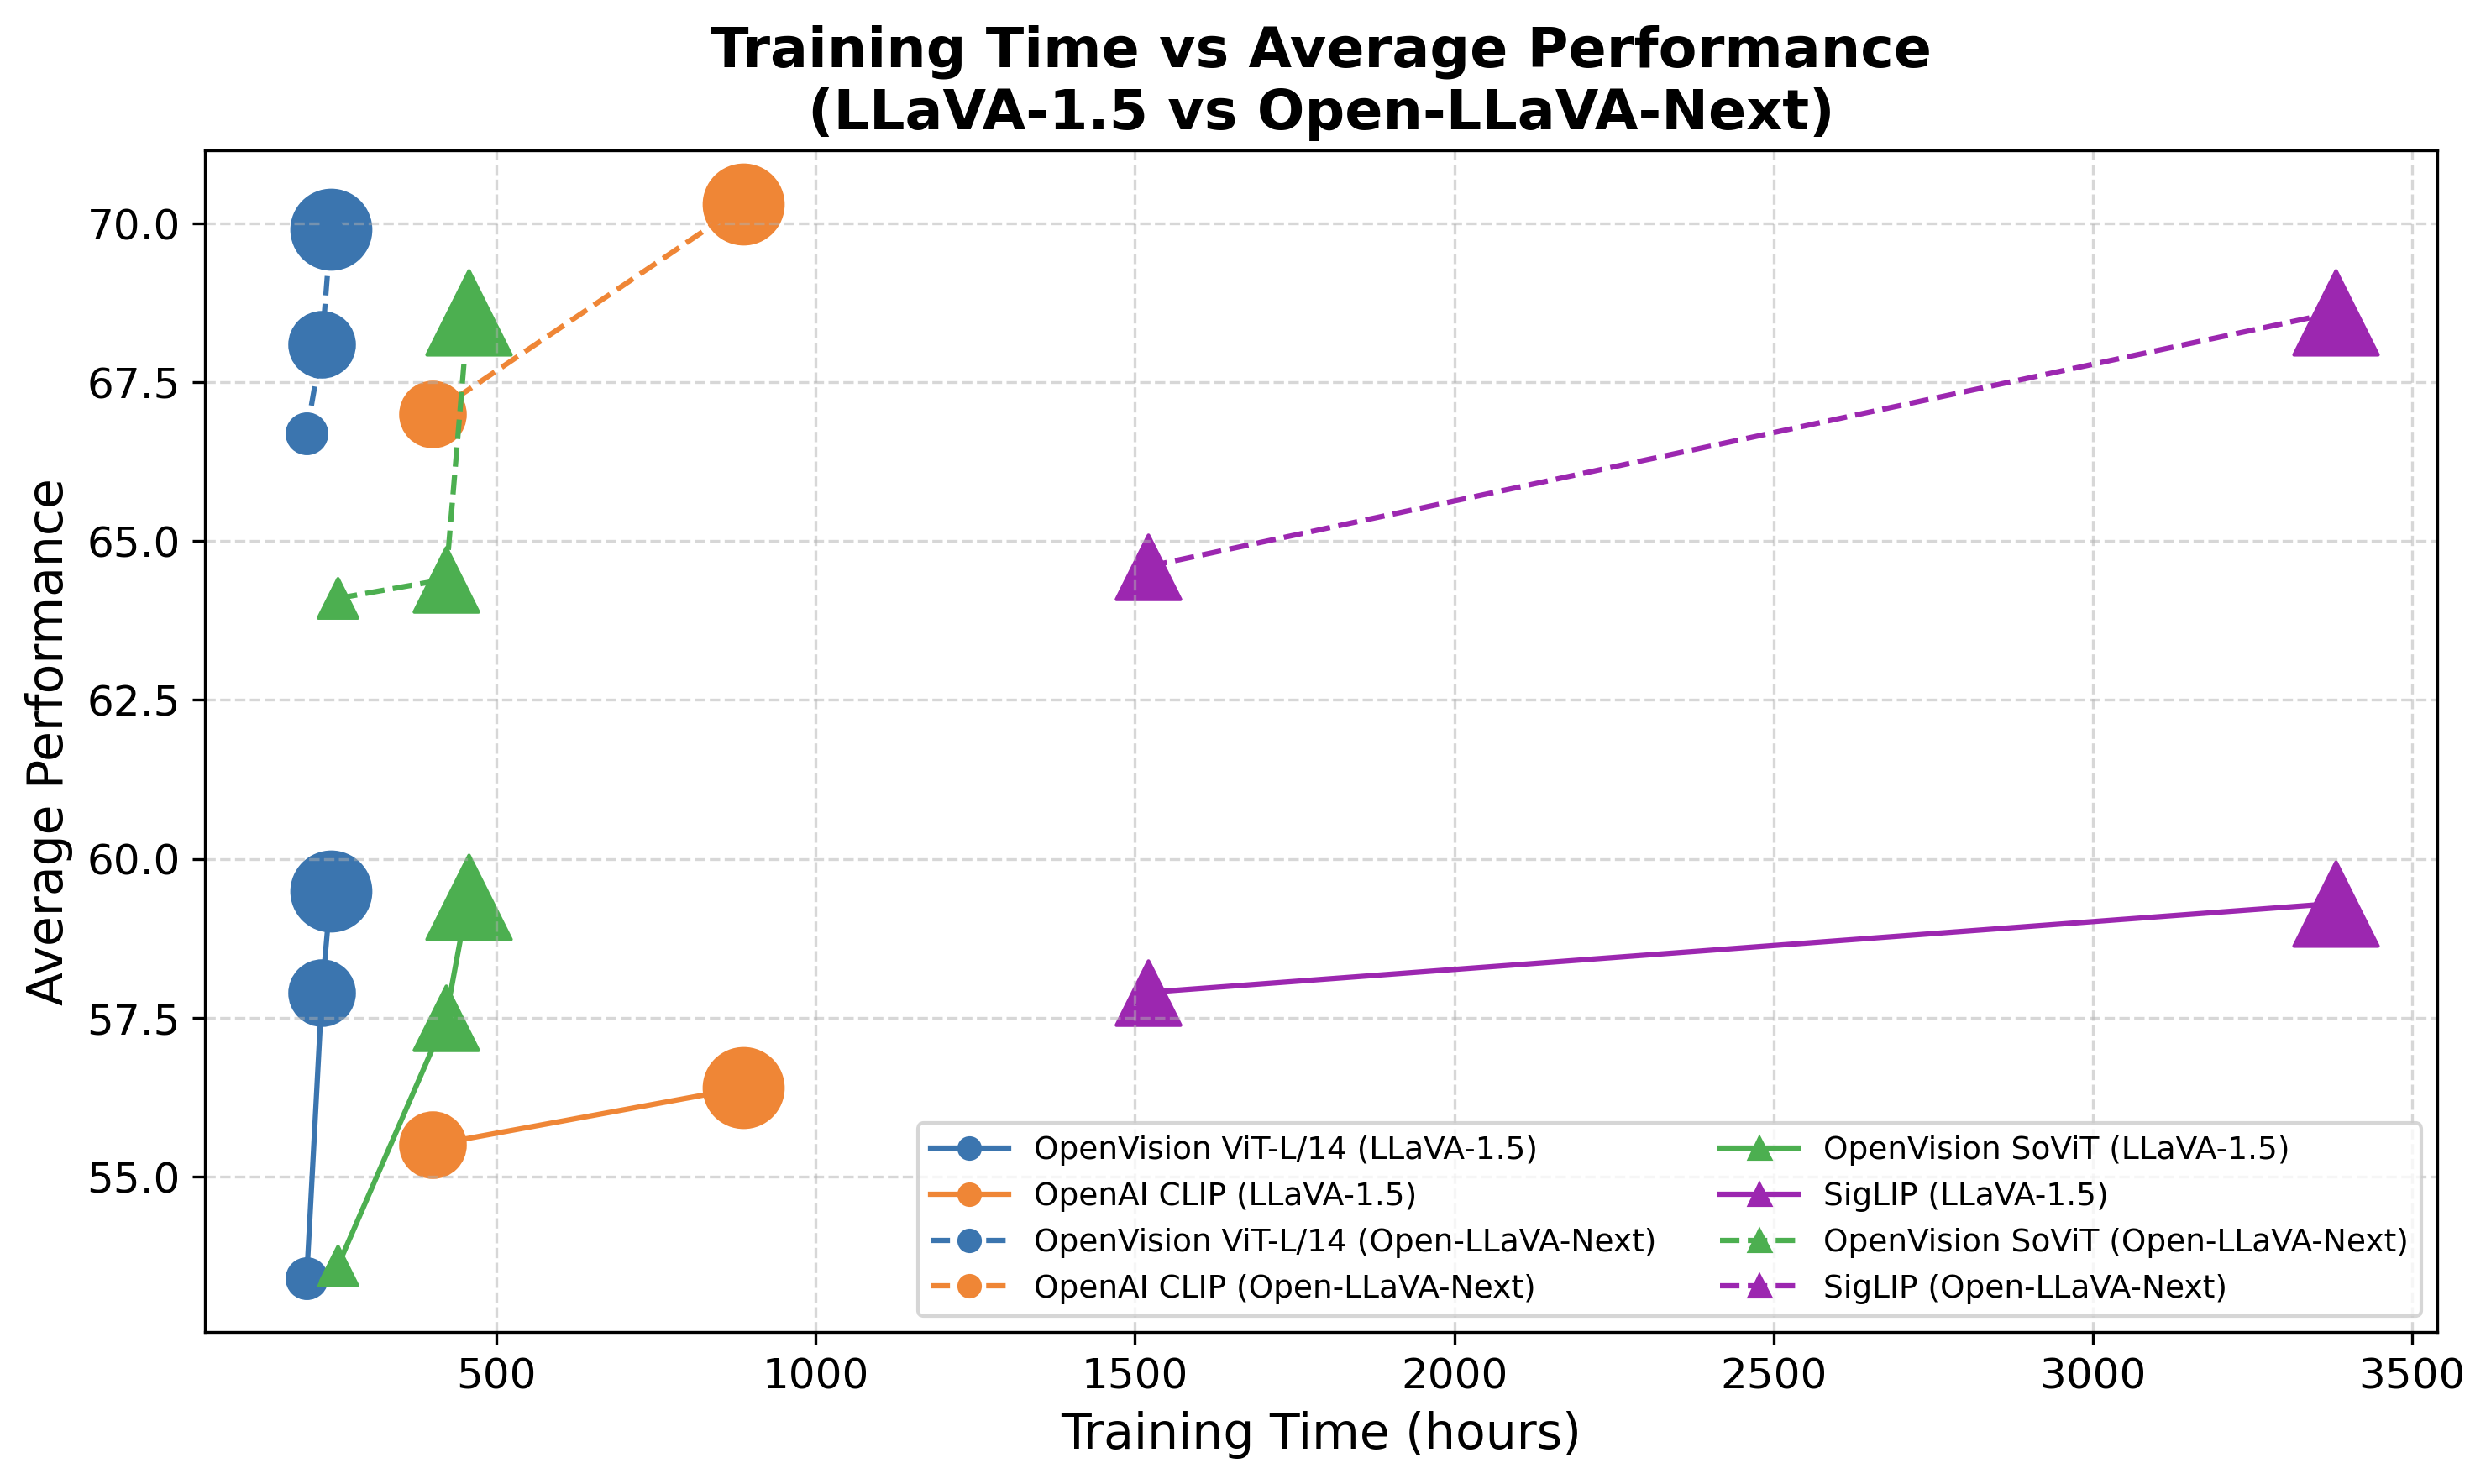 Training Time vs Average Performance
(LLaVA-1.5 vs Open-LLaVA-Next)
Average Performance
70.0
67.5
65.0
62.5
60.0
57.5
55.0
OpenVision ViT-L/14 (LLaVA-1.5)
OpenAI CLIP (LLaVA-1.5)
OpenVision ViT-L/14 (Open-LLaVA-Next)
OpenAI CLIP (Open-LLaVA-Next)
OpenVision SoViT (LLaVA-1.5)
SigLIP (LLaVA-1.5)
OpenVision SoViT (Open-LLaVA-Next)
SigLIP (Open-LLaVA-Next)
500 1000 1500 2000 2500 3000 3500
Training Time (hours)